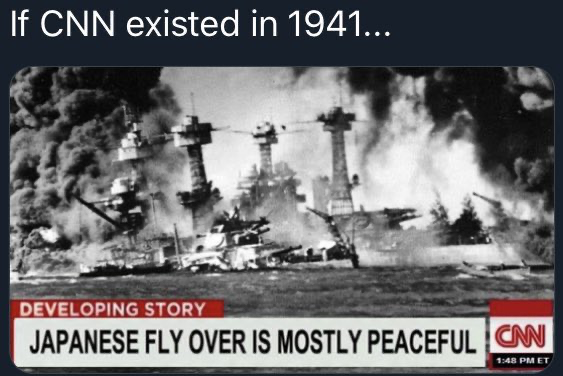 If CNN existed in 1941...
DEVELOPING STORY
JAPANESE FLY OVER IS MOSTLY PEACEFUL
CNN
1:48 PM ET